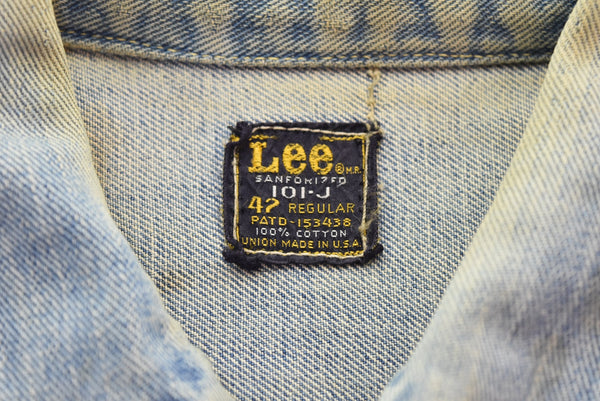 Lee ® M.R.
SANFORIZED
101-J
42 REGULAR
PATD-153438
100% COTTON
UNION MADE IN U.S.A.